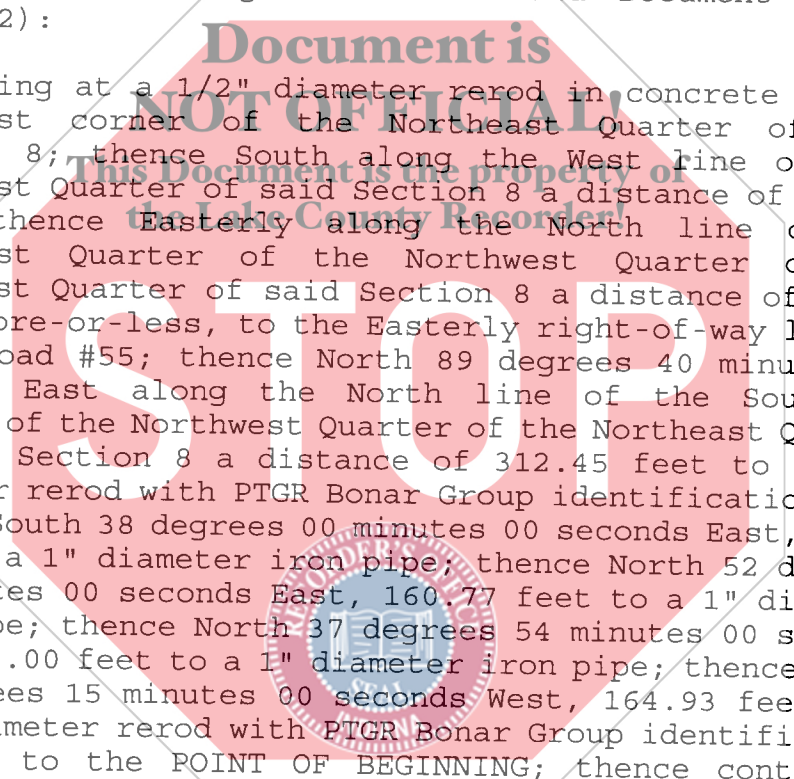 Document
2):
Document is
NOT OFFICIAL!
This Document is the property of
the Lake County Recorder!
STOP
ing at a 1/2" diameter rerod in concrete
st corner of the Northeast Quarter of
8; thence South along the West line o
st Quarter of said Section 8 a distance of
thence Easterly along the North line o
st Quarter of the Northwest Quarter o
st Quarter of said Section 8 a distance of
ore-or-less, to the Easterly right-of-way l
oad #55; thence North 89 degrees 40 minu
East along the North line of the Sou
of the Northwest Quarter of the Northeast Q
Section 8 a distance of 312.45 feet to
r rerod with PTGR Bonar Group identificatio
South 38 degrees 00 minutes 00 seconds East,
a 1" diameter iron pipe; thence North 52 d
tes 00 seconds East, 160.77 feet to a 1" di
pe; thence North 37 degrees 54 minutes 00 s
.00 feet to a 1" diameter iron pipe; thence
ees 15 minutes 00 seconds West, 164.93 fee
ameter rerod with PTGR Bonar Group identifi
to the POINT OF BEGINNING; thence cont
RECORDER'S OFFIC
SEAL